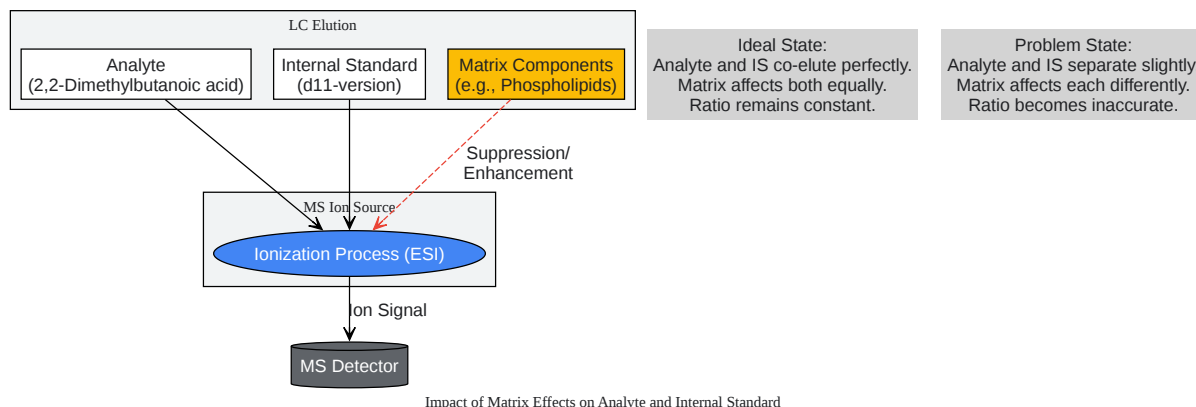 LC Elution
Analyte
(2,2-Dimethylbutanoic acid)
Internal Standard
(d11-version)
Matrix Components
(e.g., Phospholipids)
Ideal State:
Analyte and IS co-elute perfectly.
Matrix affects both equally.
Ratio remains constant.
Problem State:
Analyte and IS separate slightly.
Matrix affects each differently.
Ratio becomes inaccurate.
Suppression/
Enhancement
MS Ion Source
Ionization Process (ESI)
Ion Signal
MS Detector
Impact of Matrix Effects on Analyte and Internal Standard